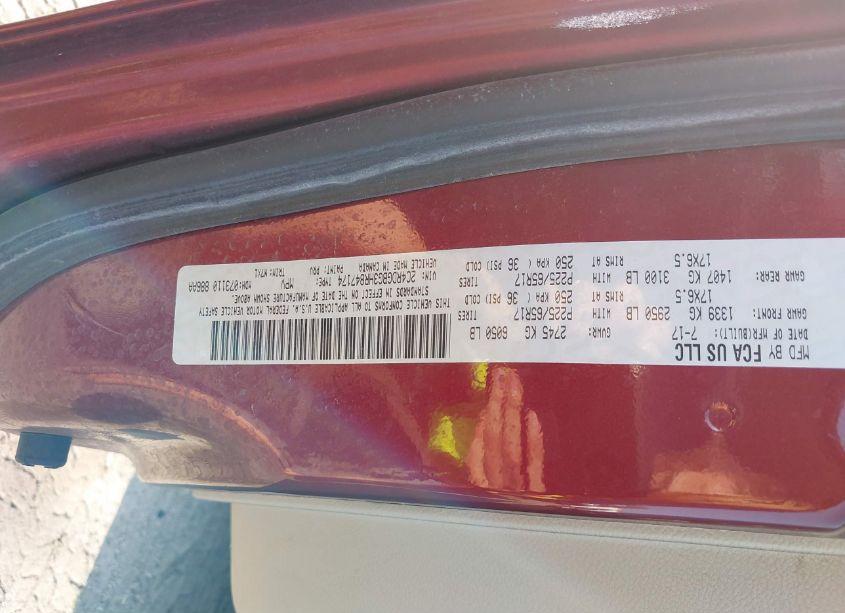 MFD BY FCA US LLC
DATE OF MFR(BUILT): 7-17 GVWR: 2745 KG 6050 LB
GAWR FRONT: 1339 KG 2950 LB WITH P225/65R17 TIRES
17X6.5 RIMS AT 250 KPA ( 36 PSI) COLD
GAWR REAR: 1407 KG 3100 LB WITH P225/65R17 TIRES
17X6.5 RIMS AT 250 KPA ( 36 PSI) COLD
THIS VEHICLE CONFORMS TO ALL APPLICABLE FEDERAL MOTOR VEHICLE SAFETY
STANDARDS IN EFFECT ON THE DATE OF MANUFACTURE SHOWN ABOVE.
VIN: 2C4RDGBG3HR847174 TYPE: MPV MDH: 073110 886AA
VEHICLE MADE IN CANADA PAINT: PRV TRIM: